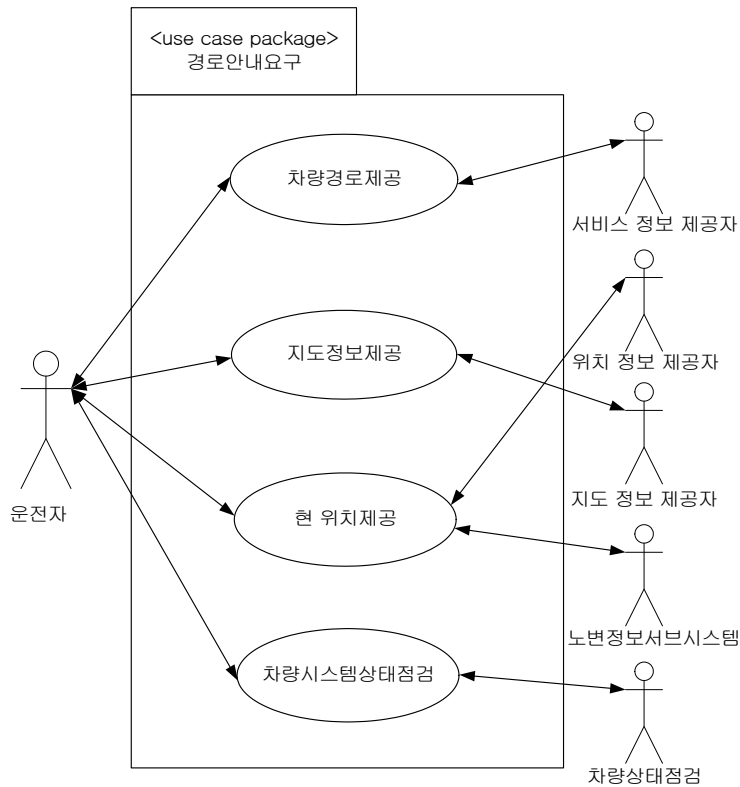 <use case package>
경로안내요구
차량경로제공
서비스 정보 제공자
지도정보제공
위치 정보 제공자
지도 정보 제공자
운전자
현 위치제공
노변정보서브시스템
차량시스템상태점검
차량상태점검